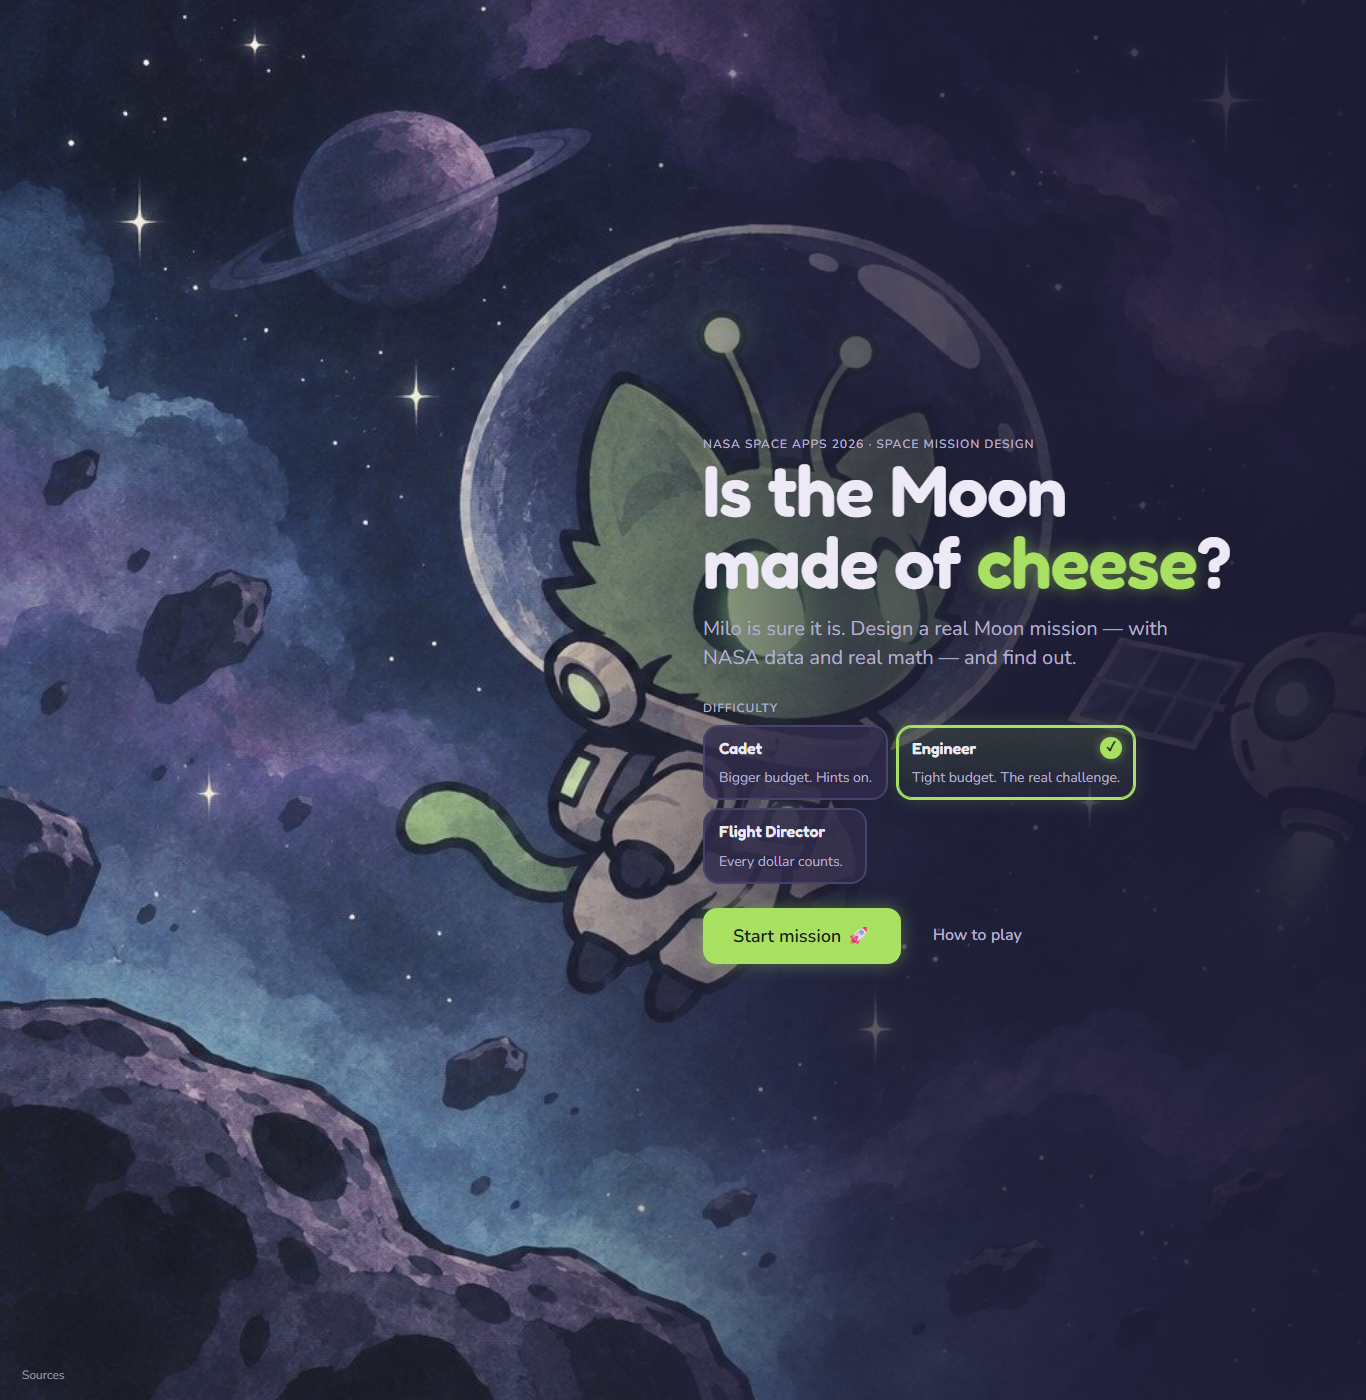 NASA SPACE APPS 2026 · SPACE MISSION DESIGN
Is the Moon
made of cheese?
Milo is sure it is. Design a real Moon mission — with
NASA data and real math — and find out.
DIFFICULTY
Cadet
Bigger budget. Hints on.
Engineer
Tight budget. The real challenge.
Flight Director
Every dollar counts.
Start mission 🚀
How to play
Sources